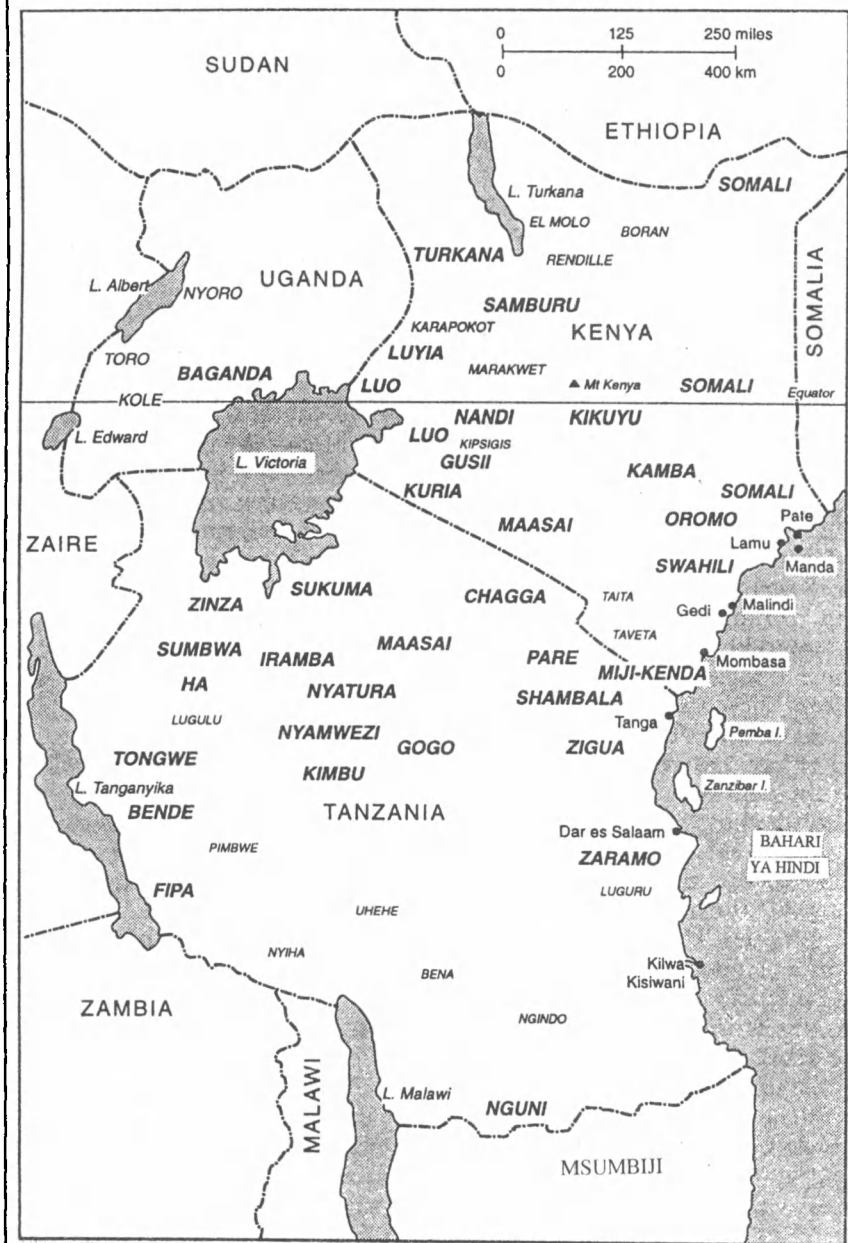 0 125 250 miles
0 200 400 km
SUDAN
ETHIOPIA
L. Turkana
SOMALI
EL MOLO
BORAN
TURKANA
RENDILLE
SOMALIA
L. Albert
NYORO
UGANDA
SAMBURU
KARAPOKOT
KENYA
TORO
LUYIA
MARAKWET
BAGANDA
LUO
Mt Kenya
SOMALI
KOLE
Equator
L. Edward
NANDI
KIKUYU
LUO
KIPSIGIS
L. Victoria
GUSII
KAMBA
KURIA
SOMALI
MAASAI
OROMO
Pate
ZAIRE
Lamu
Manda
SWAHILI
SUKUMA
CHAGGA
TAITA
ZINZA
Gedi
Malindi
TAVETA
SUMBWA
IRAMBA
MAASAI
PARE
Mombasa
MIJI-KENDA
HA
NYATURA
SHAMBALA
LUGULU
Tanga
NYAMWEZI
GOGO
ZIGUA
Pemba I.
TONGWE
KIMBU
L. Tanganyika
Zanzibar I.
BENDE
TANZANIA
Dar es Salaam
BAHARI
YA HINDI
PIMBWE
ZARAMO
FIPA
LUGURU
UHEHE
NYIHA
BENA
Kilwa
Kisiwani
ZAMBIA
NGINDO
MALAWI
L. Malawi
NGUNI
MSUMBIJI